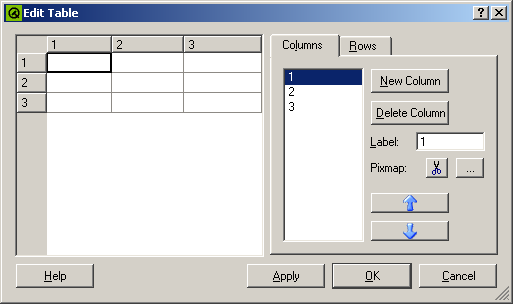 Edit Table
1 2 3
1
2
3
Columns Rows
1
2
3
New Column
Delete Column
Label: 1
Pixmap: ...
Help Apply OK Cancel